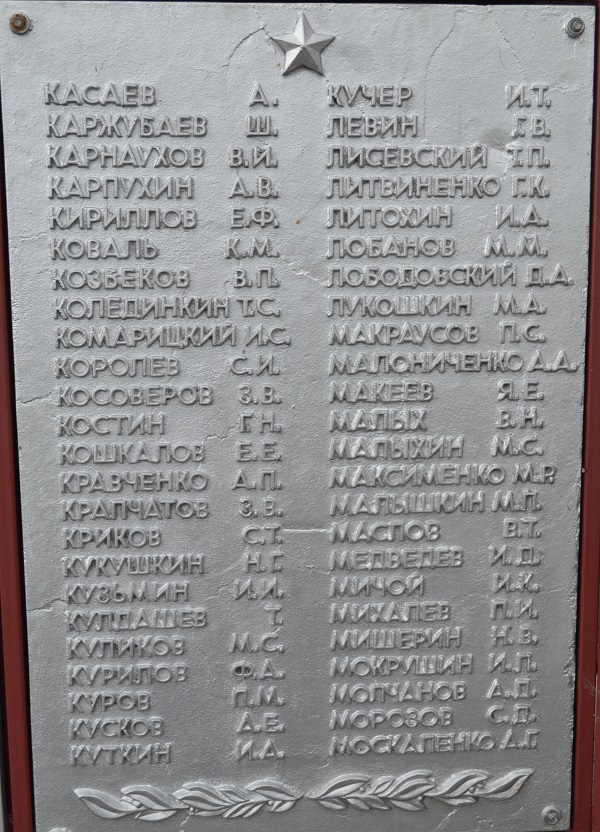 КАСАЕВ А.
КАРЖУБАЕВ Ш.
КАРНАУХОВ В.И.
КАРПУХИН А.В.
КИРИЛЛОВ Е.Ф.
КОВАЛЬ К.М.
КОЗБЕКОВ В.П.
КОЛЕДИНКИН Т.С.
КОМАРИЦКИЙ И.С.
КОРОЛЕВ С.И.
КОСОВЕРОВ З.В.
КОСТИН Г.Н.
КОШКАЛОВ Е.Е.
КРАВЧЕНКО А.П.
КРАПЧАТОВ З.В.
КРИКОВ С.Т.
КУКУШКИН Н.Г.
КУЗЬМИН И.И.
КУЛДАШЕВ Т.
КУЛИКОВ М.С.
КУРИЛОВ Ф.А.
КУРОВ П.М.
КУСКОВ А.Е.
КУТКИН И.А.
КУЧЕР И.Т.
ЛЕВИН Г.В.
ЛИСЕВСКИЙ
ЛИТВИНЕНКО Г.К.
ЛИТОХИН И.А.
ЛОБАНОВ М.М.
ЛОБОДОВСКИЙ Д.А.
ЛУКОШКИН М.А.
МАКРАУСОВ П.С.
МАЛОНИЧЕНКО А.А.
МАКЕЕВ Я.Е.
МАЛЫХ В.Н.
МАЛЫХИН М.С.
МАКСИМЕНКО М.Р.
МАЛЫШКИН М.П.
МАСЛОВ В.Т.
МЕДВЕДЕВ И.Д.
МИЧОЙ И.К.
МИХАЛЕВ П.И.
МИШЕРИН Н.В.
МОКРУШИН И.П.
МОЛЧАНОВ А.Д.
МОРОЗОВ С.Д.
МОСКАЛЕНКО А.Г.